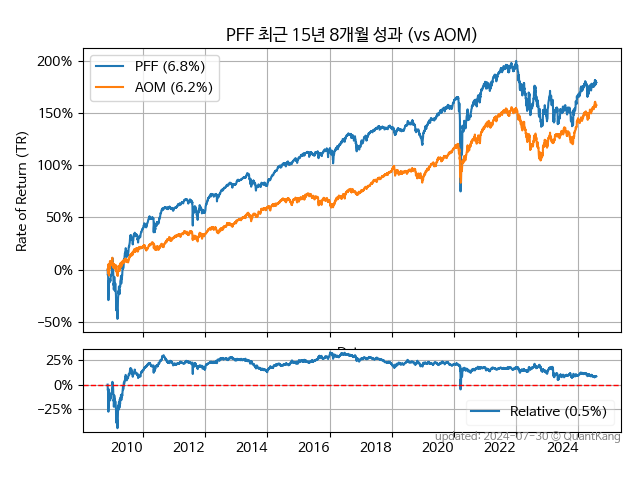 PFF 최근 15년 8개월 성과 (vs AOM)
200%
150%
100%
50%
0%
−50%
Rate of Return (TR)
PFF (6.8%)
AOM (6.2%)
25%
0%
−25%
Relative (0.5%)
updated: 2024-07-30 © QuantKang
2010
2012
2014
2016
2018
2020
2022
2024